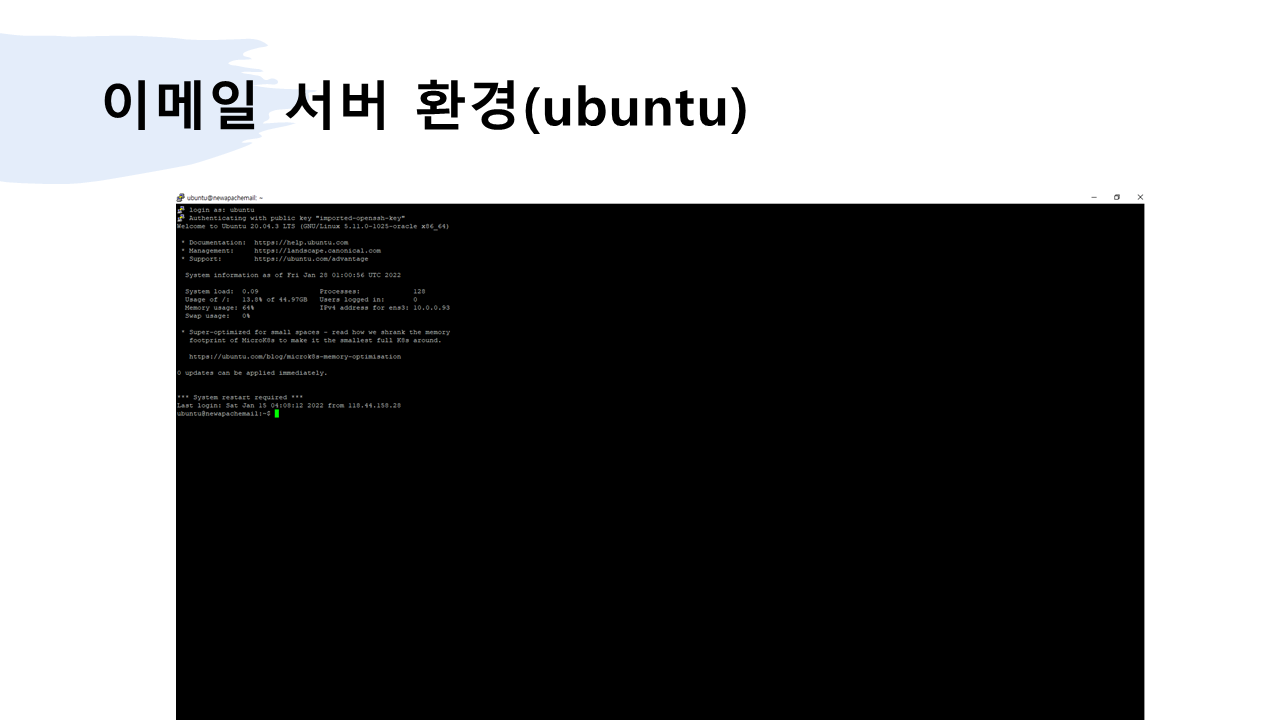 이메일 서버 환경(ubuntu)
ubuntu@newapachemail: ~
login as: ubuntu
Authenticating with public key "imported-openssh-key"
Welcome to Ubuntu 20.04.3 LTS (GNU/Linux 5.11.0-1025-oracle x86_64)
* Documentation: https://help.ubuntu.com
* Management: https://landscape.canonical.com
* Support: https://ubuntu.com/advantage
System information as of Fri Jan 28 01:00:56 UTC 2022
System load: 0.09 Processes: 128
Usage of /: 13.8% of 44.97GB Users logged in: 0
Memory usage: 64% IPv4 address for ens3: 10.0.0.93
Swap usage: 0%
* Super-optimized for small spaces - read how we shrank the memory
footprint of MicroK8s to make it the smallest full K8s around.
https://ubuntu.com/blog/microk8s-memory-optimisation
0 updates can be applied immediately.
*** System restart required ***
Last login: Sat Jan 15 04:08:12 2022 from 118.44.158.28
ubuntu@newapachemail:~$